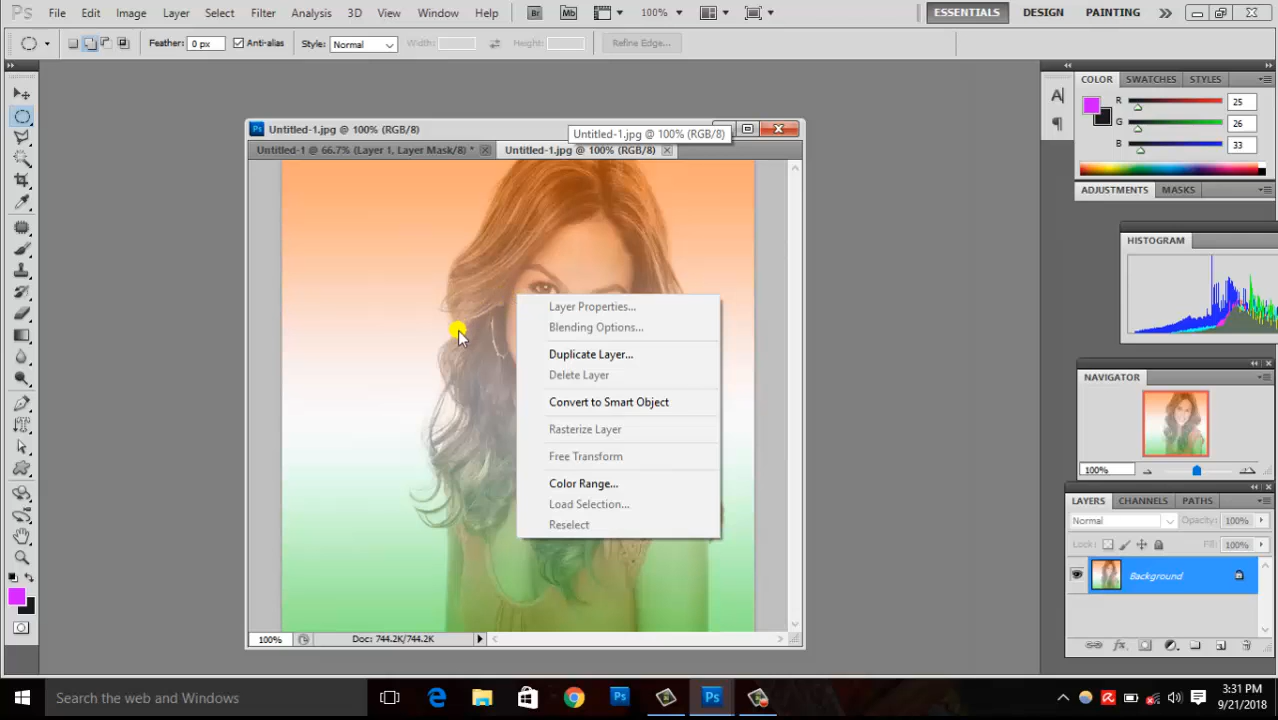 Ps File Edit Image Layer Select Filter Analysis 3D View Window Help Br Mb 100% ESSENTIALS DESIGN PAINTING
Feather: 0 px Anti-alias Style: Normal Width: Height: Refine Edge...
Ps Untitled-1.jpg @ 100% (RGB/8)
Untitled-1.jpg @ 100% (RGB/8)
Untitled-1 @ 66.7% (Layer 1, Layer Mask/8) * Untitled-1.jpg @ 100% (RGB/8)
Layer Properties...
Blending Options...
Duplicate Layer...
Delete Layer
Convert to Smart Object
Rasterize Layer
Free Transform
Color Range...
Load Selection...
Reselect
100% Doc: 744.2K/744.2K
COLOR SWATCHES STYLES
R 25
G 26
B 33
ADJUSTMENTS MASKS
HISTOGRAM
NAVIGATOR
100%
LAYERS CHANNELS PATHS
Normal Opacity: 100%
Lock: Fill: 100%
Background
Search the web and Windows
Ps Ps
3:31 PM
9/21/2018